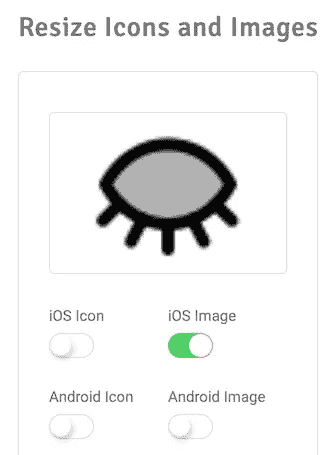 Resize Icons and Images
iOS Icon
iOS Image
Android Icon
Android Image